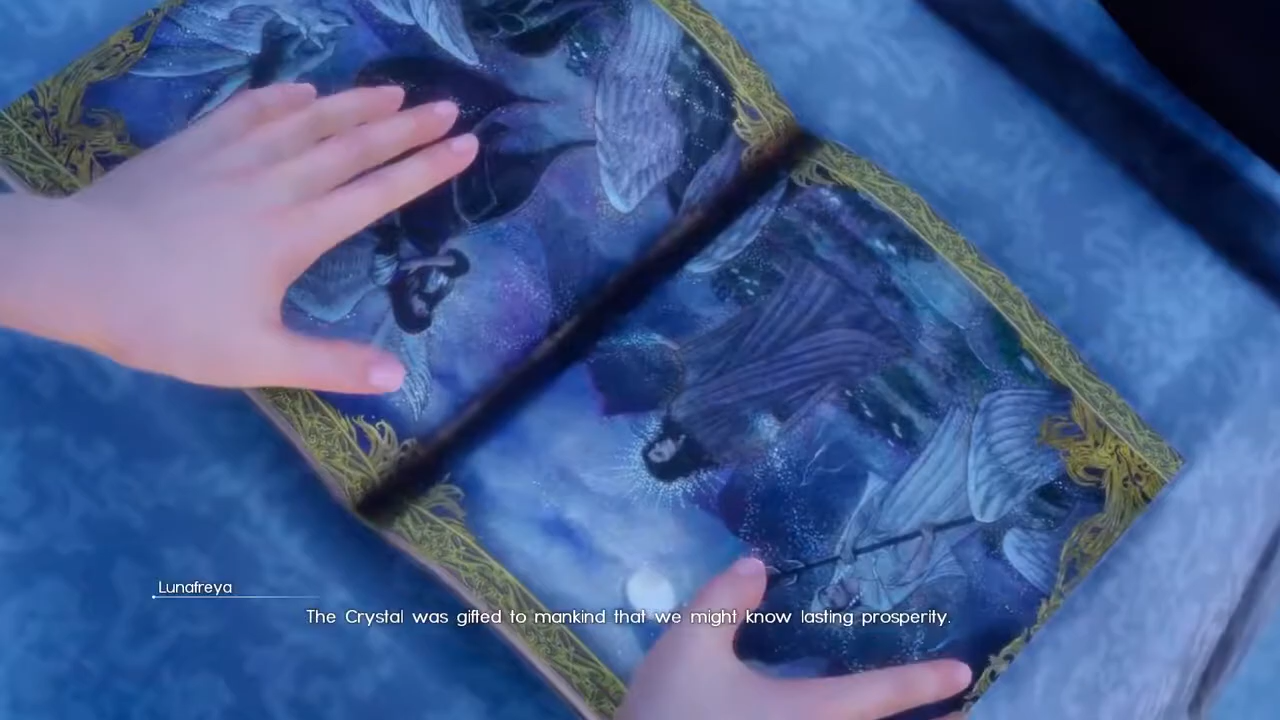 Lunafreya
The Crystal was gifted to mankind that we might know lasting prosperity.